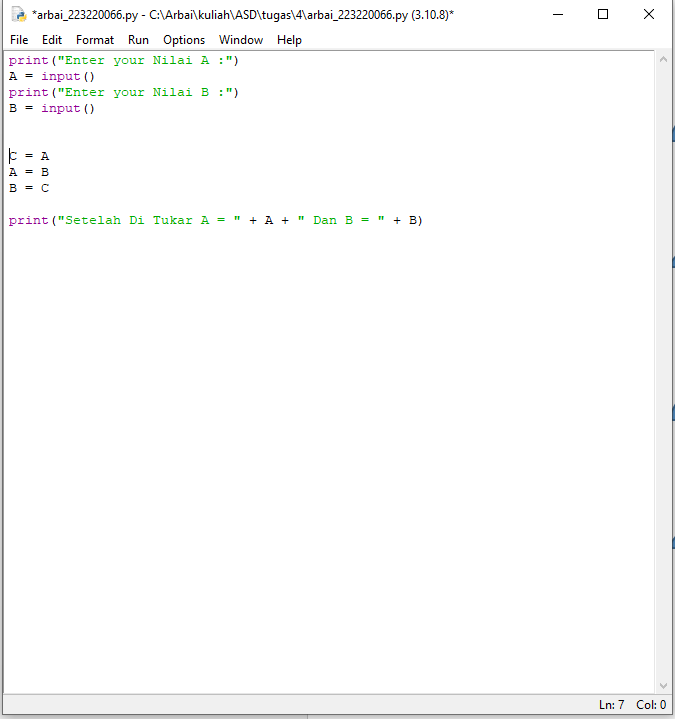 *arbai_223220066.py - C:\Arbai\kuliah\ASD\tugas\4\arbai_223220066.py (3.10.8)*
File Edit Format Run Options Window Help
print("Enter your Nilai A :")
A = input()
print("Enter your Nilai B :")
B = input()
C = A
A = B
B = C
print("Setelah Di Tukar A = " + A + " Dan B = " + B)
Ln: 7 Col: 0